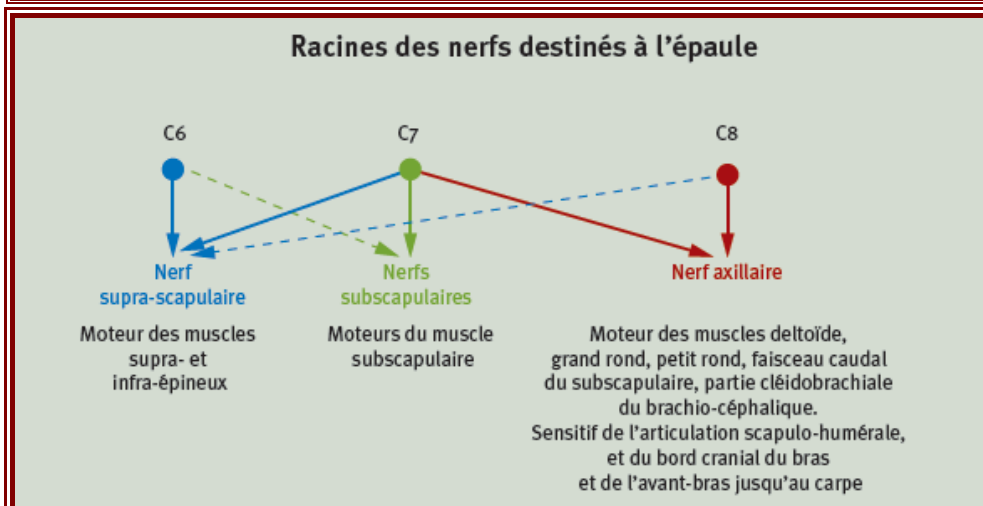 Racines des nerfs destinés à l'épaule
C6
C7
C8
Nerf
supra-scapulaire
Moteur des muscles
supra- et
infra-épineux
Nerfs
subscapulaires
Moteurs du muscle
subscapulaire
Nerf axillaire
Moteur des muscles deltoïde,
grand rond, petit rond, faisceau caudal
du subscapulaire, partie cléidobrachiale
du brachio-céphalique.
Sensitif de l'articulation scapulo-humérale,
et du bord cranial du bras
et de l'avant-bras jusqu'au carpe